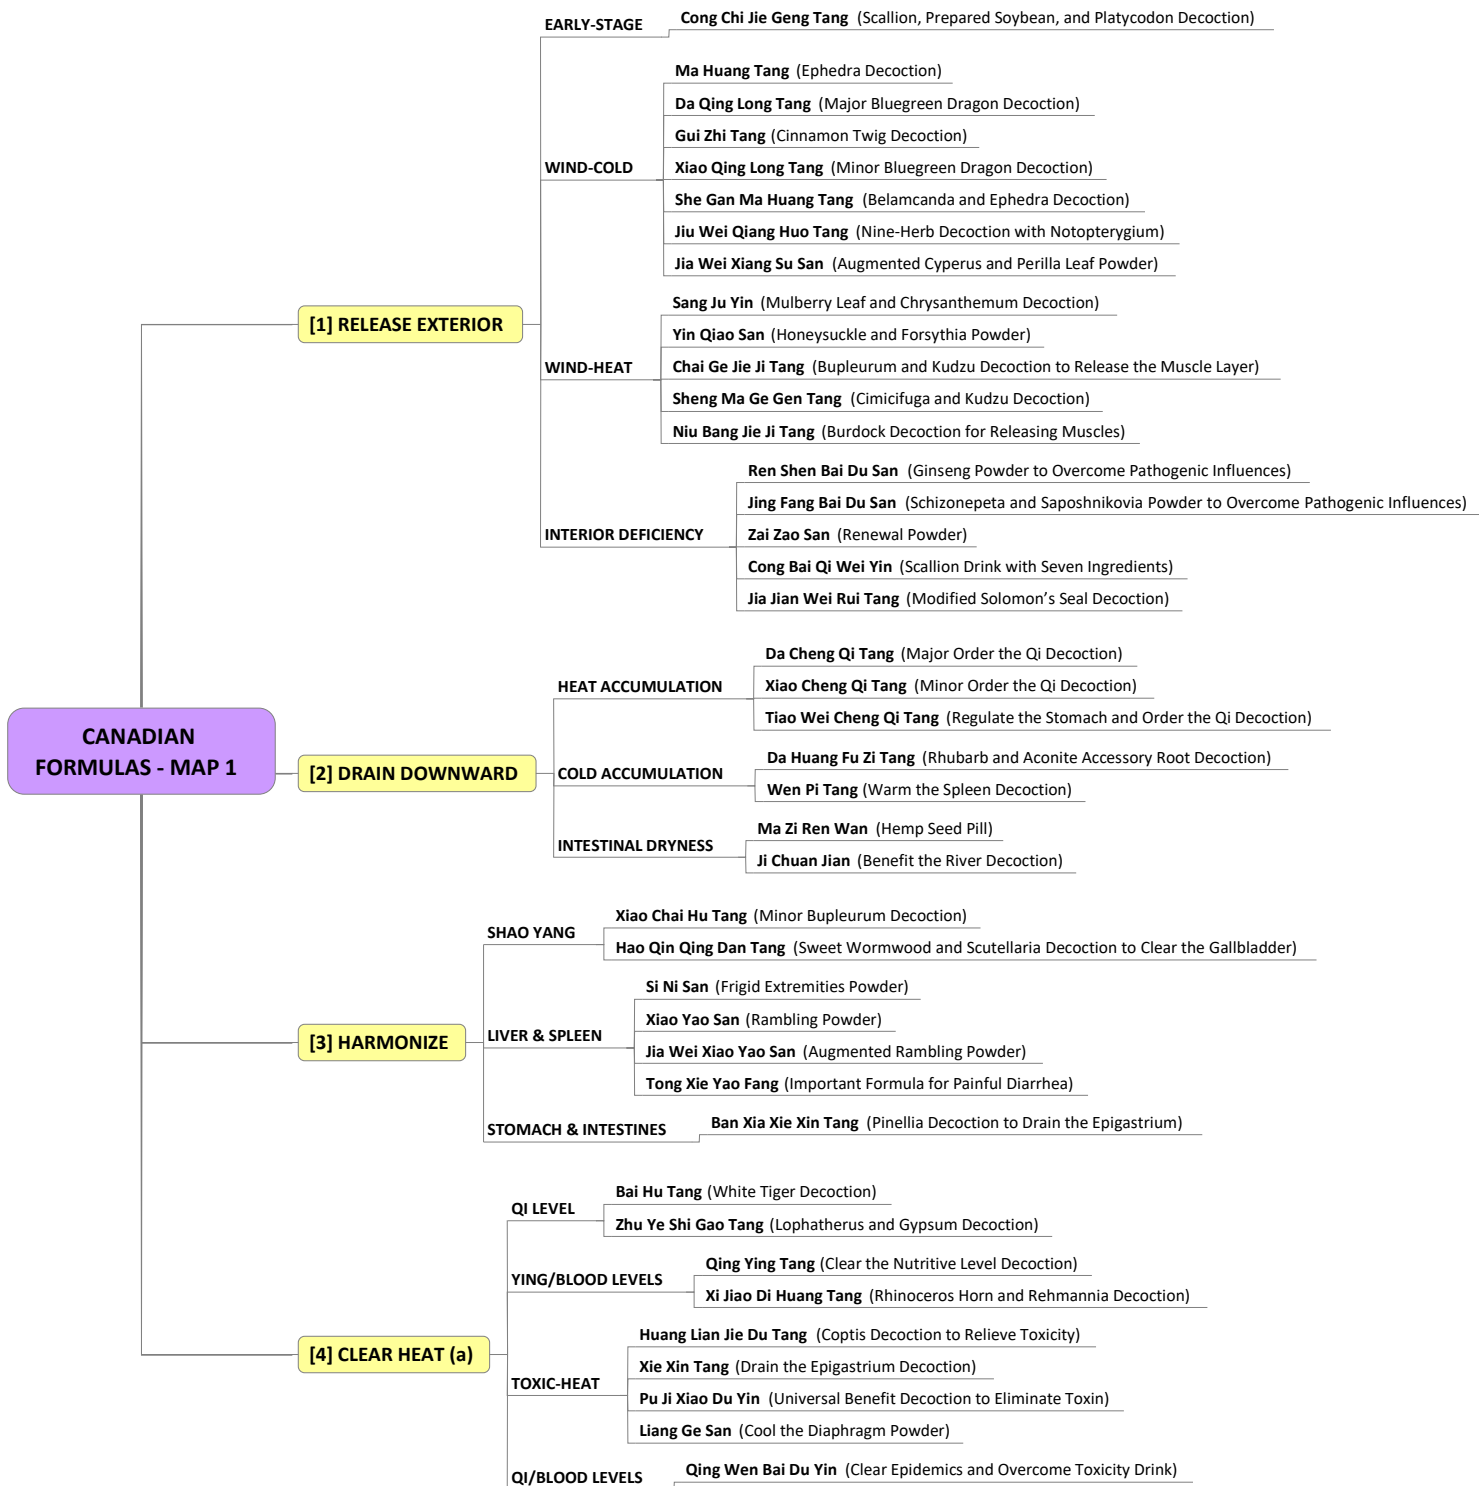 CANADIAN
FORMULAS - MAP 1
[1] RELEASE EXTERIOR
EARLY-STAGE
Cong Chi Jie Geng Tang (Scallion, Prepared Soybean, and Platycodon Decoction)
WIND-COLD
Ma Huang Tang (Ephedra Decoction)
Da Qing Long Tang (Major Bluegreen Dragon Decoction)
Gui Zhi Tang (Cinnamon Twig Decoction)
Xiao Qing Long Tang (Minor Bluegreen Dragon Decoction)
She Gan Ma Huang Tang (Belamcanda and Ephedra Decoction)
Jiu Wei Qiang Huo Tang (Nine-Herb Decoction with Notopterygium)
Jia Wei Xiang Su San (Augmented Cyperus and Perilla Leaf Powder)
WIND-HEAT
Sang Ju Yin (Mulberry Leaf and Chrysanthemum Decoction)
Yin Qiao San (Honeysuckle and Forsythia Powder)
Chai Ge Jie Ji Tang (Bupleurum and Kudzu Decoction to Release the Muscle Layer)
Sheng Ma Ge Gen Tang (Cimicifuga and Kudzu Decoction)
Niu Bang Jie Ji Tang (Burdock Decoction for Releasing Muscles)
INTERIOR DEFICIENCY
Ren Shen Bai Du San (Ginseng Powder to Overcome Pathogenic Influences)
Jing Fang Bai Du San (Schizonepeta and Saposhnikovia Powder to Overcome Pathogenic Influences)
Zai Zao San (Renewal Powder)
Cong Bai Qi Wei Yin (Scallion Drink with Seven Ingredients)
Jia Jian Wei Rui Tang (Modified Solomon’s Seal Decoction)
[2] DRAIN DOWNWARD
HEAT ACCUMULATION
Da Cheng Qi Tang (Major Order the Qi Decoction)
Xiao Cheng Qi Tang (Minor Order the Qi Decoction)
Tiao Wei Cheng Qi Tang (Regulate the Stomach and Order the Qi Decoction)
COLD ACCUMULATION
Da Huang Fu Zi Tang (Rhubarb and Aconite Accessory Root Decoction)
Wen Pi Tang (Warm the Spleen Decoction)
INTESTINAL DRYNESS
Ma Zi Ren Wan (Hemp Seed Pill)
Ji Chuan Jian (Benefit the River Decoction)
[3] HARMONIZE
SHAO YANG
Xiao Chai Hu Tang (Minor Bupleurum Decoction)
Hao Qin Qing Dan Tang (Sweet Wormwood and Scutellaria Decoction to Clear the Gallbladder)
LIVER & SPLEEN
Si Ni San (Frigid Extremities Powder)
Xiao Yao San (Rambling Powder)
Jia Wei Xiao Yao San (Augmented Rambling Powder)
Tong Xie Yao Fang (Important Formula for Painful Diarrhea)
STOMACH & INTESTINES
Ban Xia Xie Xin Tang (Pinellia Decoction to Drain the Epigastrium)
[4] CLEAR HEAT (a)
QI LEVEL
Bai Hu Tang (White Tiger Decoction)
Zhu Ye Shi Gao Tang (Lophatherus and Gypsum Decoction)
YING/BLOOD LEVELS
Qing Ying Tang (Clear the Nutritive Level Decoction)
Xi Jiao Di Huang Tang (Rhinoceros Horn and Rehmannia Decoction)
TOXIC-HEAT
Huang Lian Jie Du Tang (Coptis Decoction to Relieve Toxicity)
Xie Xin Tang (Drain the Epigastrium Decoction)
Pu Ji Xiao Du Yin (Universal Benefit Decoction to Eliminate Toxin)
Liang Ge San (Cool the Diaphragm Powder)
QI/BLOOD LEVELS
Qing Wen Bai Du Yin (Clear Epidemics and Overcome Toxicity Drink)